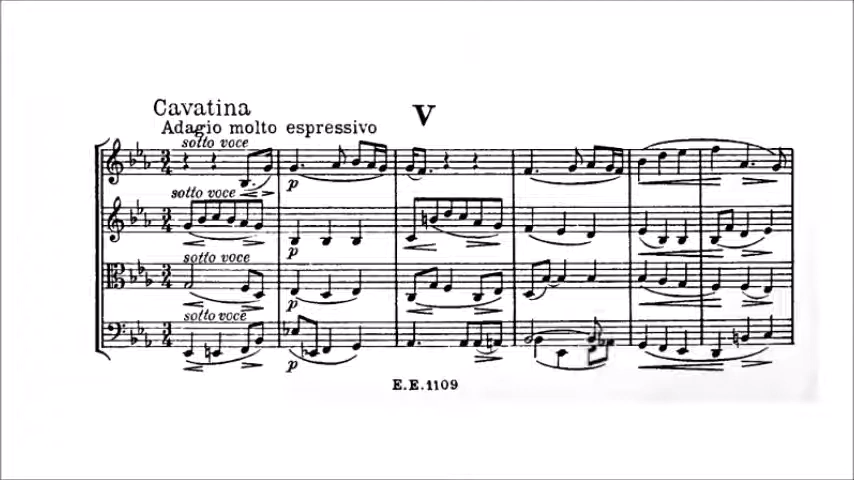 Cavatina
V
Adagio molto espressivo
sotto voce
sotto voce
p
sotto voce
p
sotto voce
p
p
E.E.1109